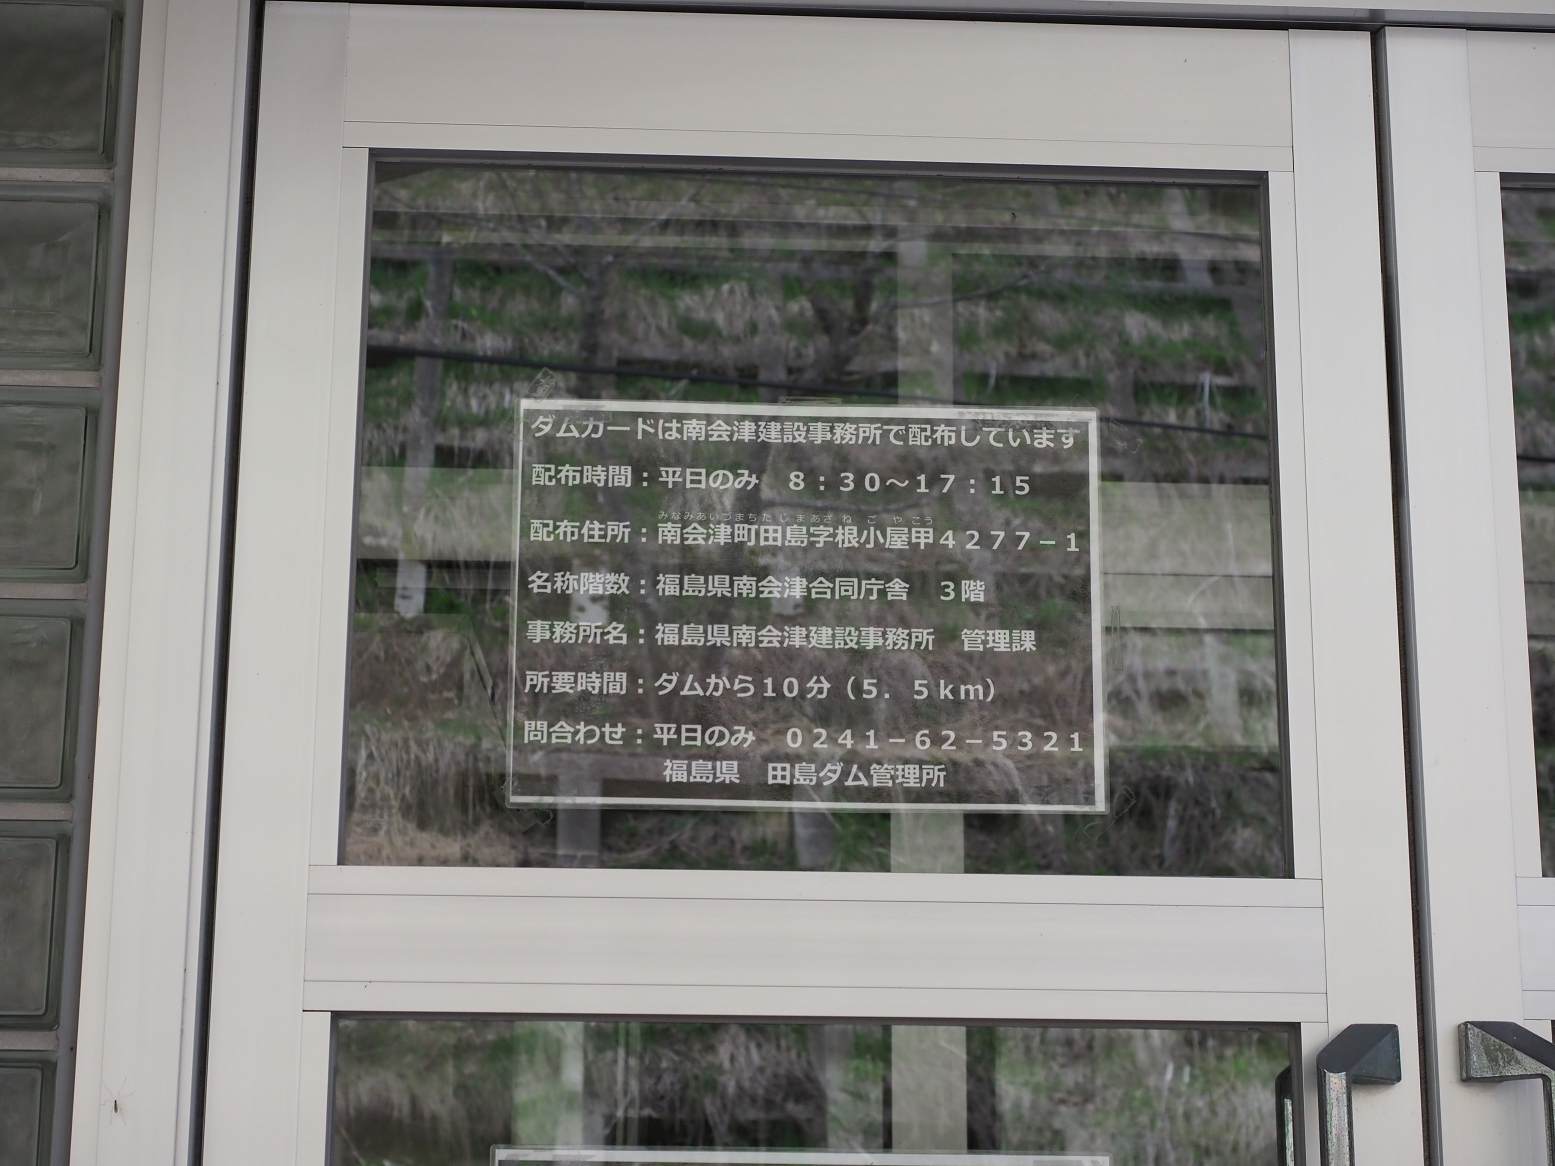 ダムカードは南会津建設事務所で配布しています
配布時間：平日のみ　８：３０～１７：１５
みなみあいづまちたじまあざねごやこう
配布住所：南会津町田島字根小屋甲４２７７－１
名称階数：福島県南会津合同庁舎　３階
事務所名：福島県南会津建設事務所　管理課
所要時間：ダムから１０分（５．５ｋｍ）
問合わせ：平日のみ　０２４１－６２－５３２１
福島県　田島ダム管理所